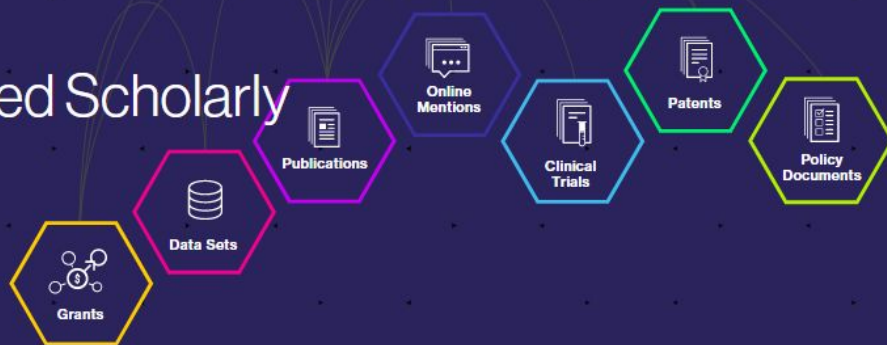 ed Scholarly
Grants
Data Sets
Publications
Online
Mentions
Clinical
Trials
Patents
Policy
Documents